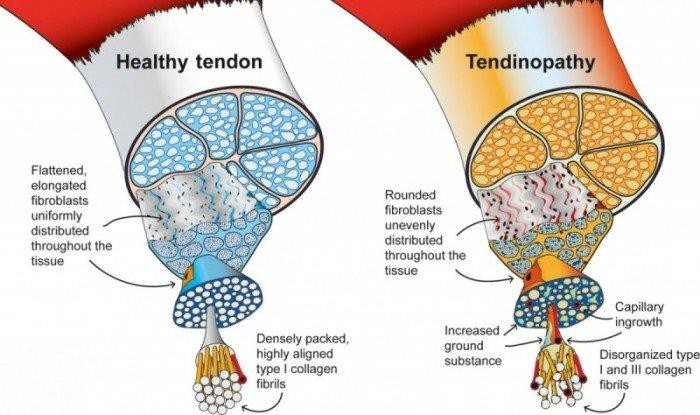 Healthy tendon
Flattened,
elongated
fibroblasts
uniformly
distributed
throughout the
tissue
Densely packed,
highly aligned
type I collagen
fibrils
Tendinopathy
Rounded
fibroblasts
unevenly
distributed
throughout the
tissue
Increased
ground
substance
Capillary
ingrowth
Disorganized type
I and III collagen
fibrils